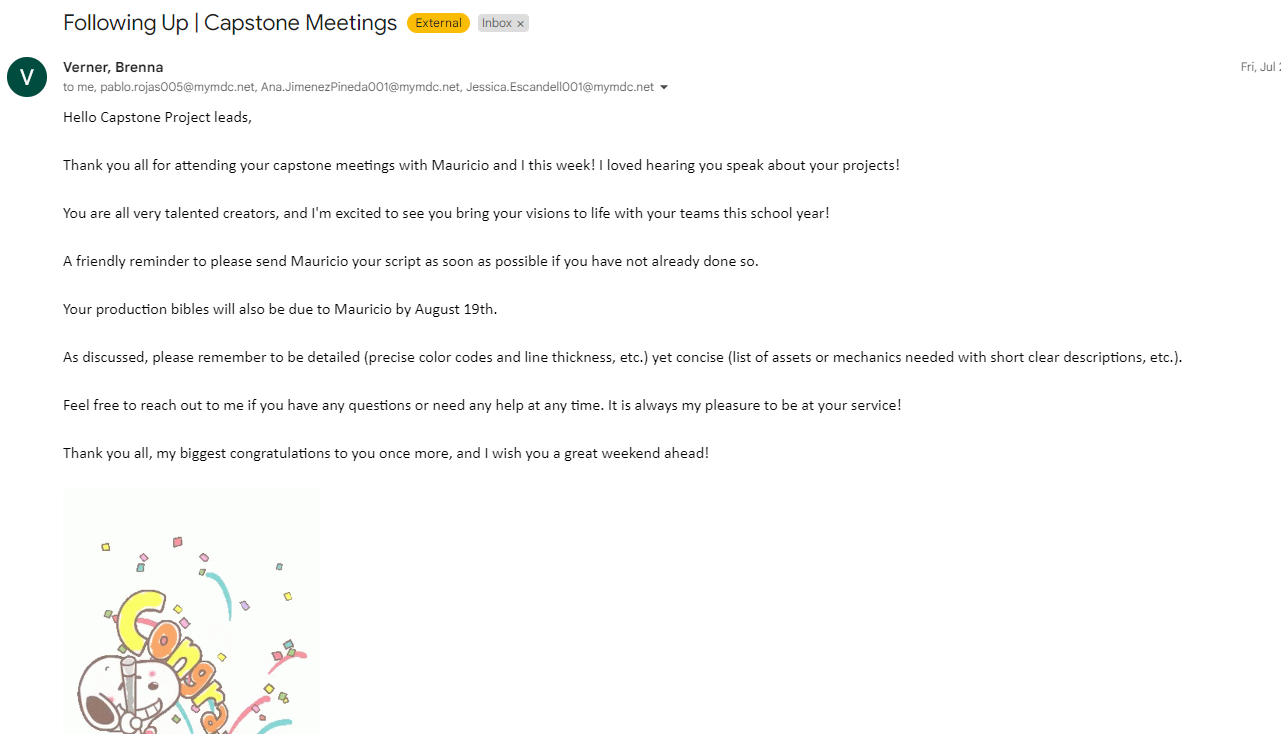 Following Up | Capstone Meetings External Inbox ×
V
Verner, Brenna
Fri, Jul
to me, pablo.rojas005@mymdc.net, Ana.JimenezPineda001@mymdc.net, Jessica.Escandell001@mymdc.net
Hello Capstone Project leads,
Thank you all for attending your capstone meetings with Mauricio and I this week! I loved hearing you speak about your projects!
You are all very talented creators, and I'm excited to see you bring your visions to life with your teams this school year!
A friendly reminder to please send Mauricio your script as soon as possible if you have not already done so.
Your production bibles will also be due to Mauricio by August 19th.
As discussed, please remember to be detailed (precise color codes and line thickness, etc.) yet concise (list of assets or mechanics needed with short clear descriptions, etc.).
Feel free to reach out to me if you have any questions or need any help at any time. It is always my pleasure to be at your service!
Thank you all, my biggest congratulations to you once more, and I wish you a great weekend ahead!